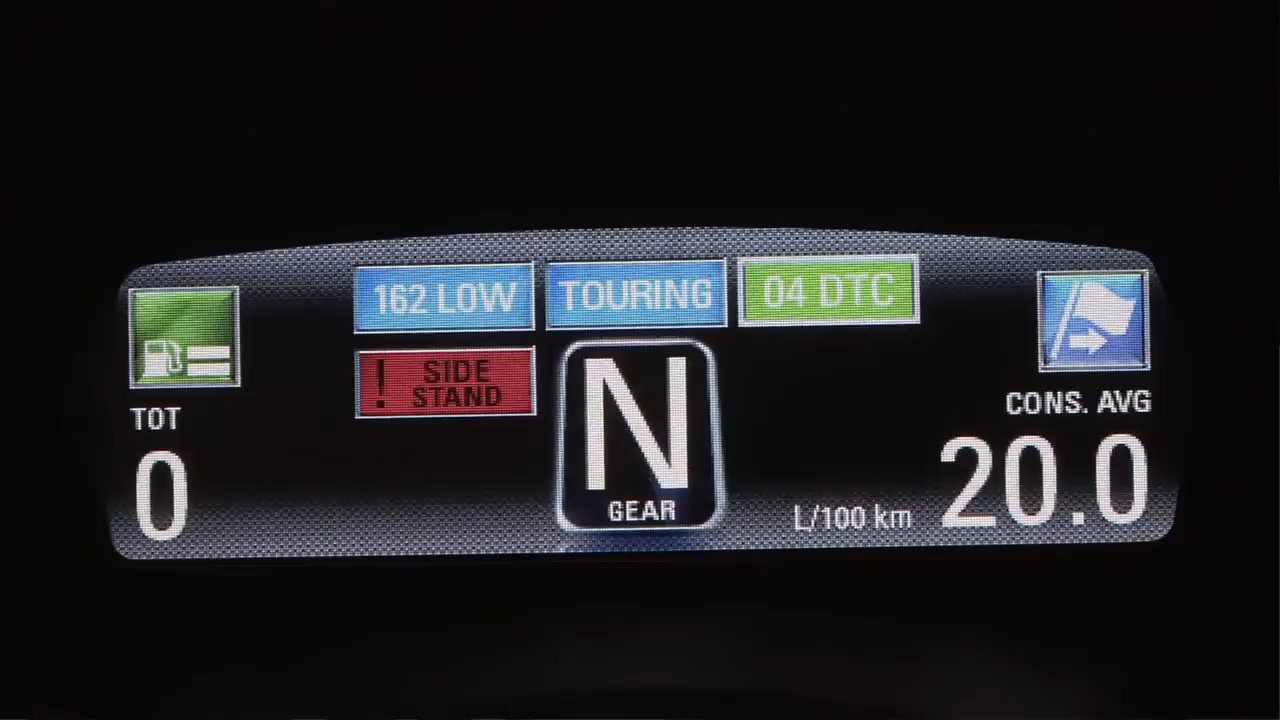 162 LOW
TOURING
04 DTC
! SIDE
STAND
TOT
0
N
GEAR
CONS. AVG
L/100 km 20.0